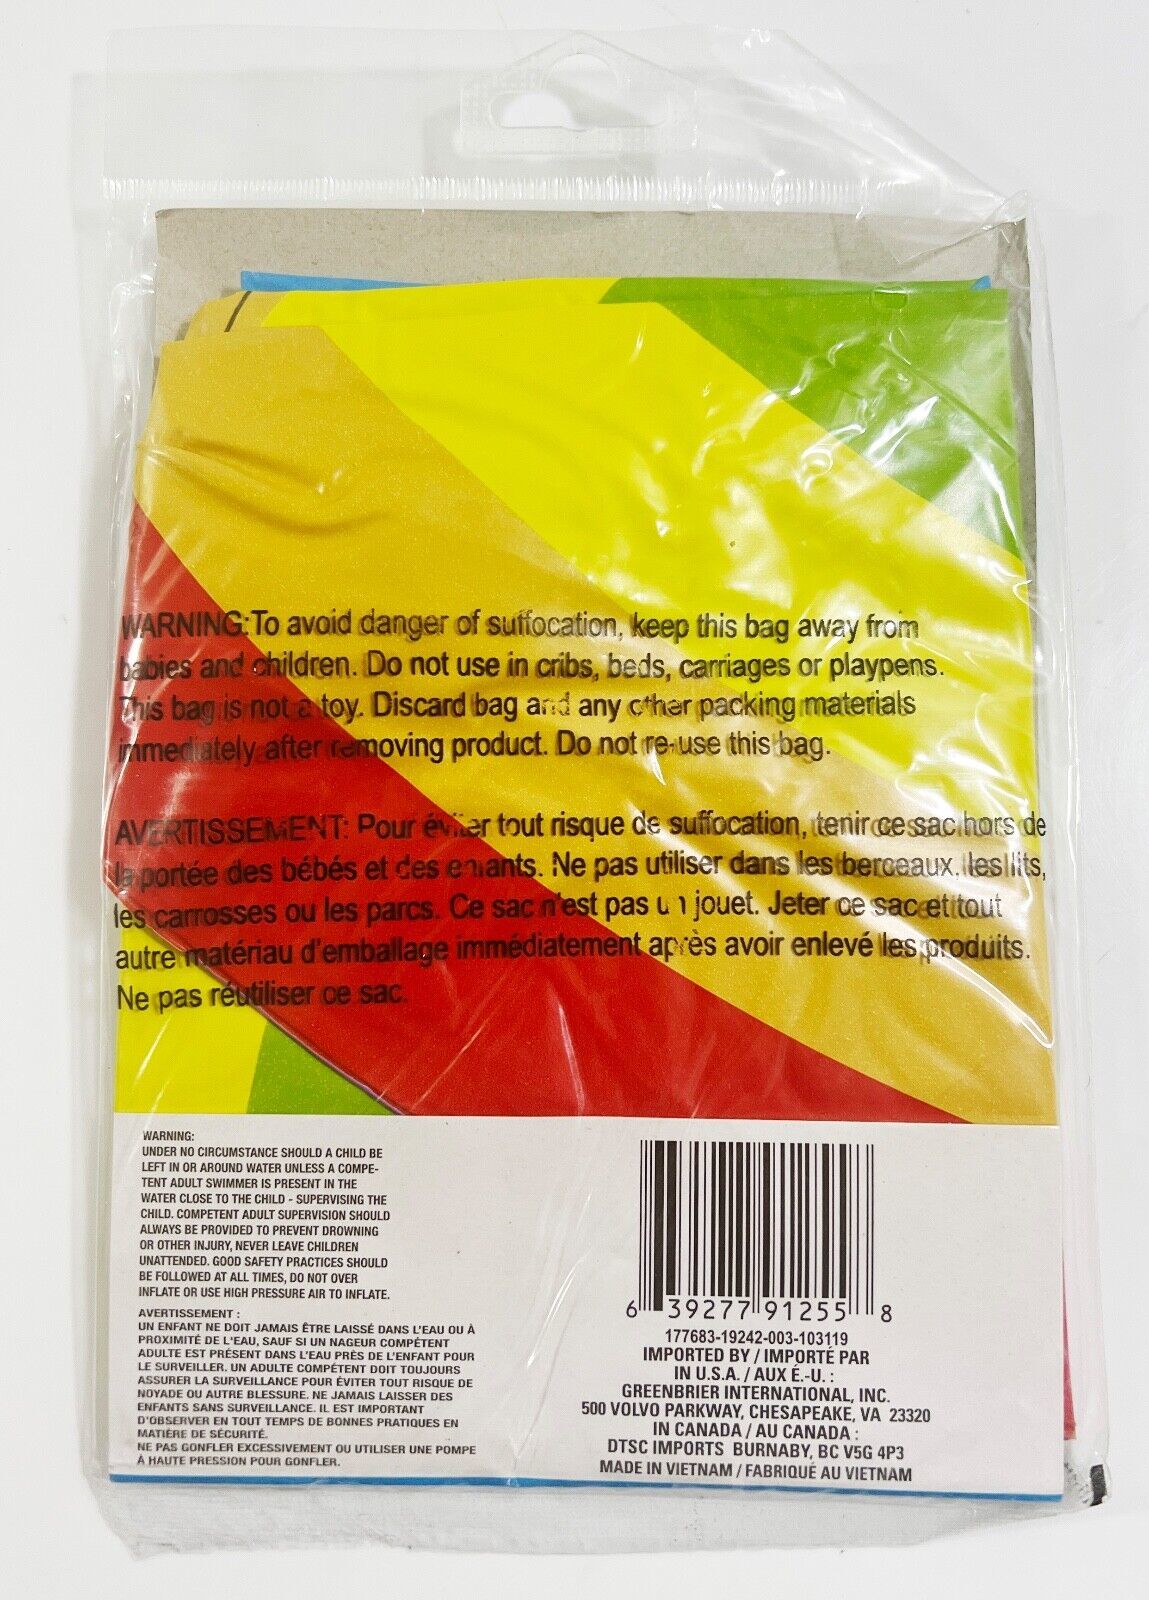 WARNING:To avoid danger of suffocation, keep this bag away from
babies and children. Do not use in cribs, beds, carriages or playpens.
This bag is not a toy. Discard bag and any other packing materials
immediately after removing product. Do not re-use this bag.
AVERTISSEMENT: Pour éviter tout risque de suffocation, tenir ce sac hors de
la portée des bébés et des enfants. Ne pas utiliser dans les berceaux, les lits,
les carrosses ou les parcs. Ce sac n'est pas un jouet. Jeter ce sac et tout
autre matériau d'emballage immédiatement après avoir enlevé les produits.
Ne pas réutiliser ce sac.
WARNING:
UNDER NO CIRCUMSTANCE SHOULD A CHILD BE
LEFT IN OR AROUND WATER UNLESS A COMPE-
TENT ADULT SWIMMER IS PRESENT IN THE
WATER CLOSE TO THE CHILD - SUPERVISING THE
CHILD. COMPETENT ADULT SUPERVISION SHOULD
ALWAYS BE PROVIDED TO PREVENT DROWNING
OR OTHER INJURY, NEVER LEAVE CHILDREN
UNATTENDED. GOOD SAFETY PRACTICES SHOULD
BE FOLLOWED AT ALL TIMES, DO NOT OVER
INFLATE OR USE HIGH PRESSURE AIR TO INFLATE.
AVERTISSEMENT :
UN ENFANT NE DOIT JAMAIS ÊTRE LAISSÉ DANS L'EAU OU À
PROXIMITÉ DE L'EAU, SAUF SI UN NAGEUR COMPÉTENT
ADULTE EST PRÉSENT DANS L'EAU PRÈS DE L'ENFANT POUR
LE SURVEILLER. UN ADULTE COMPÉTENT DOIT TOUJOURS
ASSURER LA SURVEILLANCE POUR ÉVITER TOUT RISQUE DE
NOYADE OU AUTRE BLESSURE. NE JAMAIS LAISSER DES
ENFANTS SANS SURVEILLANCE. IL EST IMPORTANT
D'OBSERVER EN TOUT TEMPS DE BONNES PRATIQUES EN
MATIÈRE DE SÉCURITÉ.
NE PAS GONFLER EXCESSIVEMENT OU UTILISER UNE POMPE
À HAUTE PRESSION POUR GONFLER.
6 39277 91255 8
177683-19242-003-103119
IMPORTED BY / IMPORTÉ PAR
IN U.S.A. / AUX É.-U. :
GREENBRIER INTERNATIONAL, INC.
500 VOLVO PARKWAY, CHESAPEAKE, VA 23320
IN CANADA / AU CANADA :
DTSC IMPORTS BURNABY, BC V5G 4P3
MADE IN VIETNAM / FABRIQUÉ AU VIETNAM